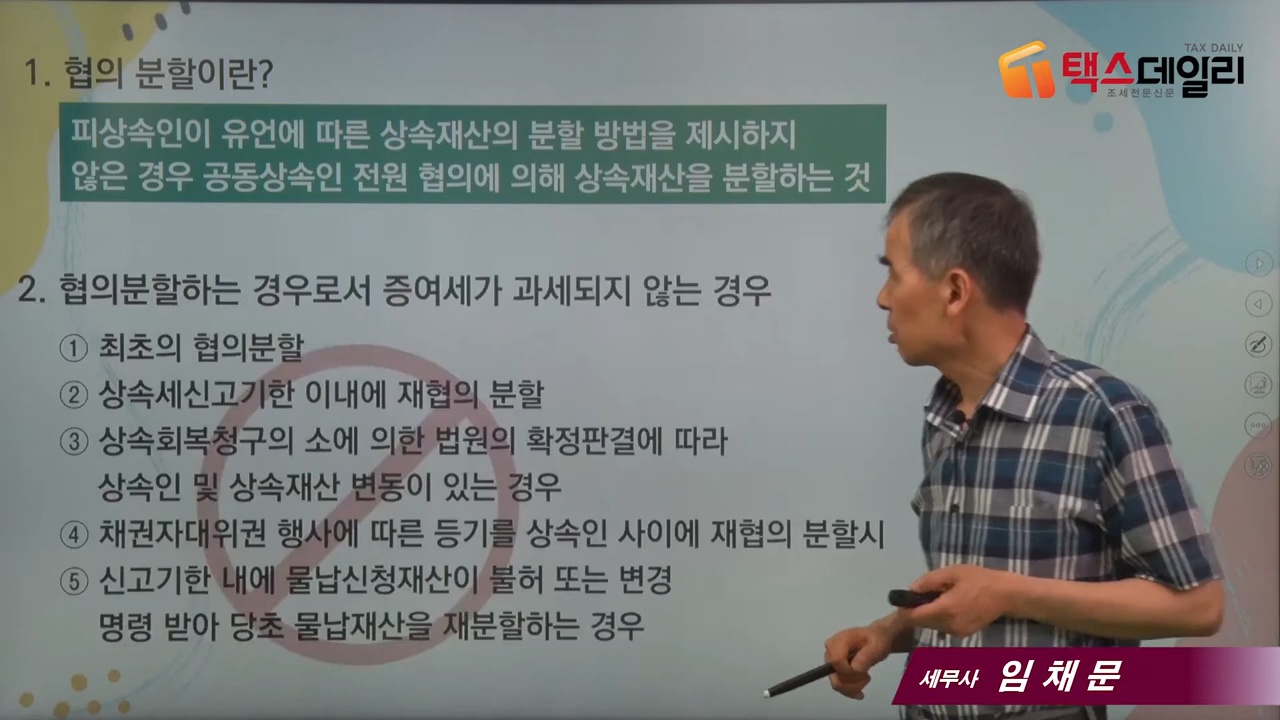 TAX DAILY
택스데일리
조세전문신문
1. 협의 분할이란?
피상속인이 유언에 따른 상속재산의 분할 방법을 제시하지
않은 경우 공동상속인 전원 협의에 의해 상속재산을 분할하는 것
2. 협의분할하는 경우로서 증여세가 과세되지 않는 경우
① 최초의 협의분할
② 상속세신고기한 이내에 재협의 분할
③ 상속회복청구의 소에 의한 법원의 확정판결에 따라
상속인 및 상속재산 변동이 있는 경우
④ 채권자대위권 행사에 따른 등기를 상속인 사이에 재협의 분할시
⑤ 신고기한 내에 물납신청재산이 불허 또는 변경
명령 받아 당초 물납재산을 재분할하는 경우
세무사 임채문